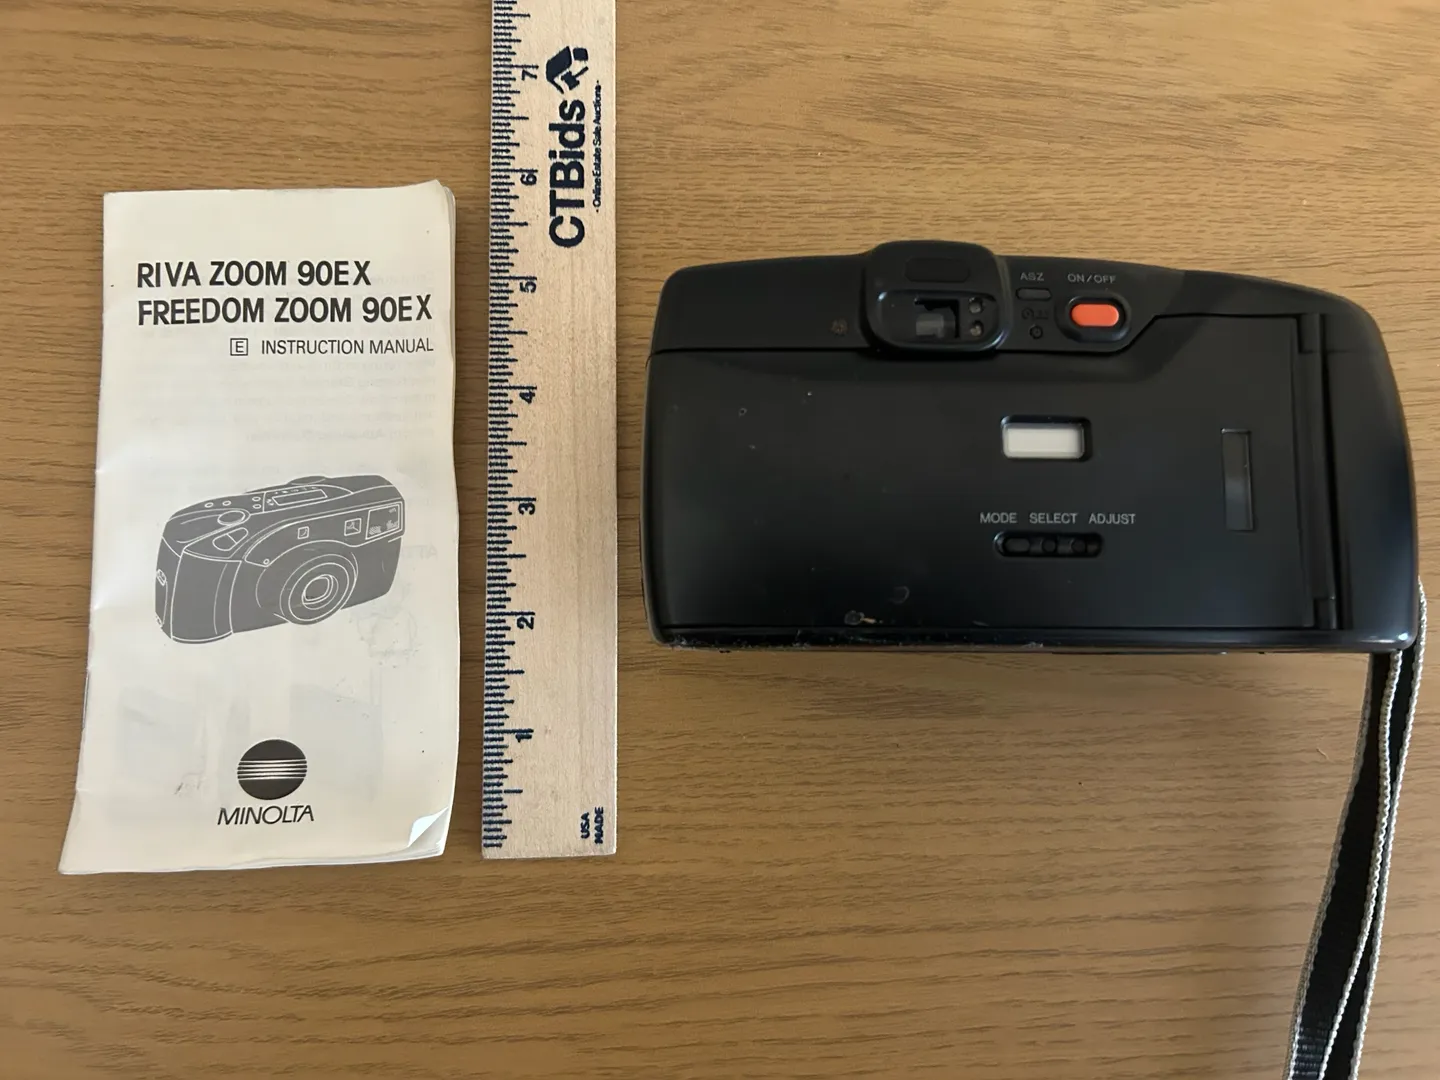 RIVA ZOOM 90EX
FREEDOM ZOOM 90EX
E INSTRUCTION MANUAL
MINOLTA
7
6
5
4
3
2
1
CTBids
- Online Estate Sale Auctions -
USA
MADE
ASZ ON/OFF
MODE SELECT ADJUST